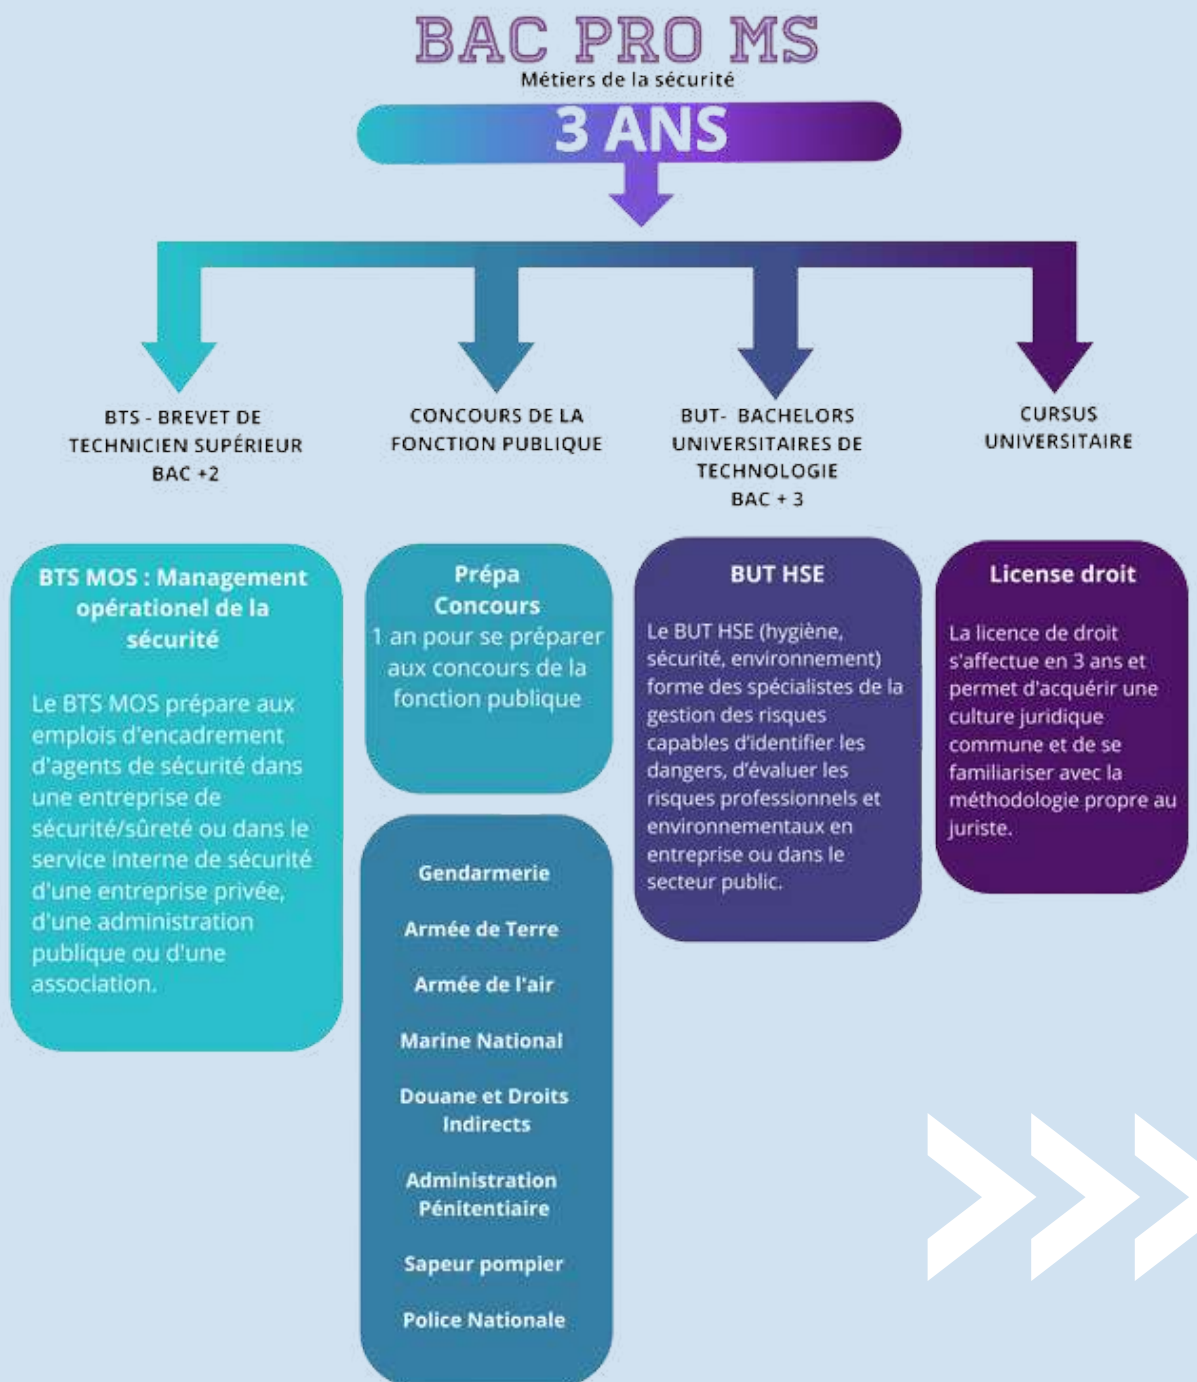 BAC PRO MS
Métiers de la sécurité
3 ANS
BTS - BREVET DE
TECHNICIEN SUPÉRIEUR
BAC +2
CONCOURS DE LA
FONCTION PUBLIQUE
BUT- BACHELORS
UNIVERSITAIRES DE
TECHNOLOGIE
BAC + 3
CURSUS
UNIVERSITAIRE
BTS MOS : Management
opérationel de la
sécurité
Le BTS MOS prépare aux
emplois d'encadrement
d'agents de sécurité dans
une entreprise de
sécurité/sûreté ou dans le
service interne de sécurité
d'une entreprise privée,
d'une administration
publique ou d'une
association.
Prépa
Concours
1 an pour se préparer
aux concours de la
fonction publique
Gendarmerie
Armée de Terre
Armée de l'air
Marine National
Douane et Droits
Indirects
Administration
Pénitentiaire
Sapeur pompier
Police Nationale
BUT HSE
Le BUT HSE (hygiène,
sécurité, environnement)
forme des spécialistes de la
gestion des risques
capables d'identifier les
dangers, d'évaluer les
risques professionnels et
environnementaux en
entreprise ou dans le
secteur public.
License droit
La licence de droit
s'affectue en 3 ans et
permet d'acquérir une
culture juridique
commune et de se
familiariser avec la
méthodologie propre au
juriste.